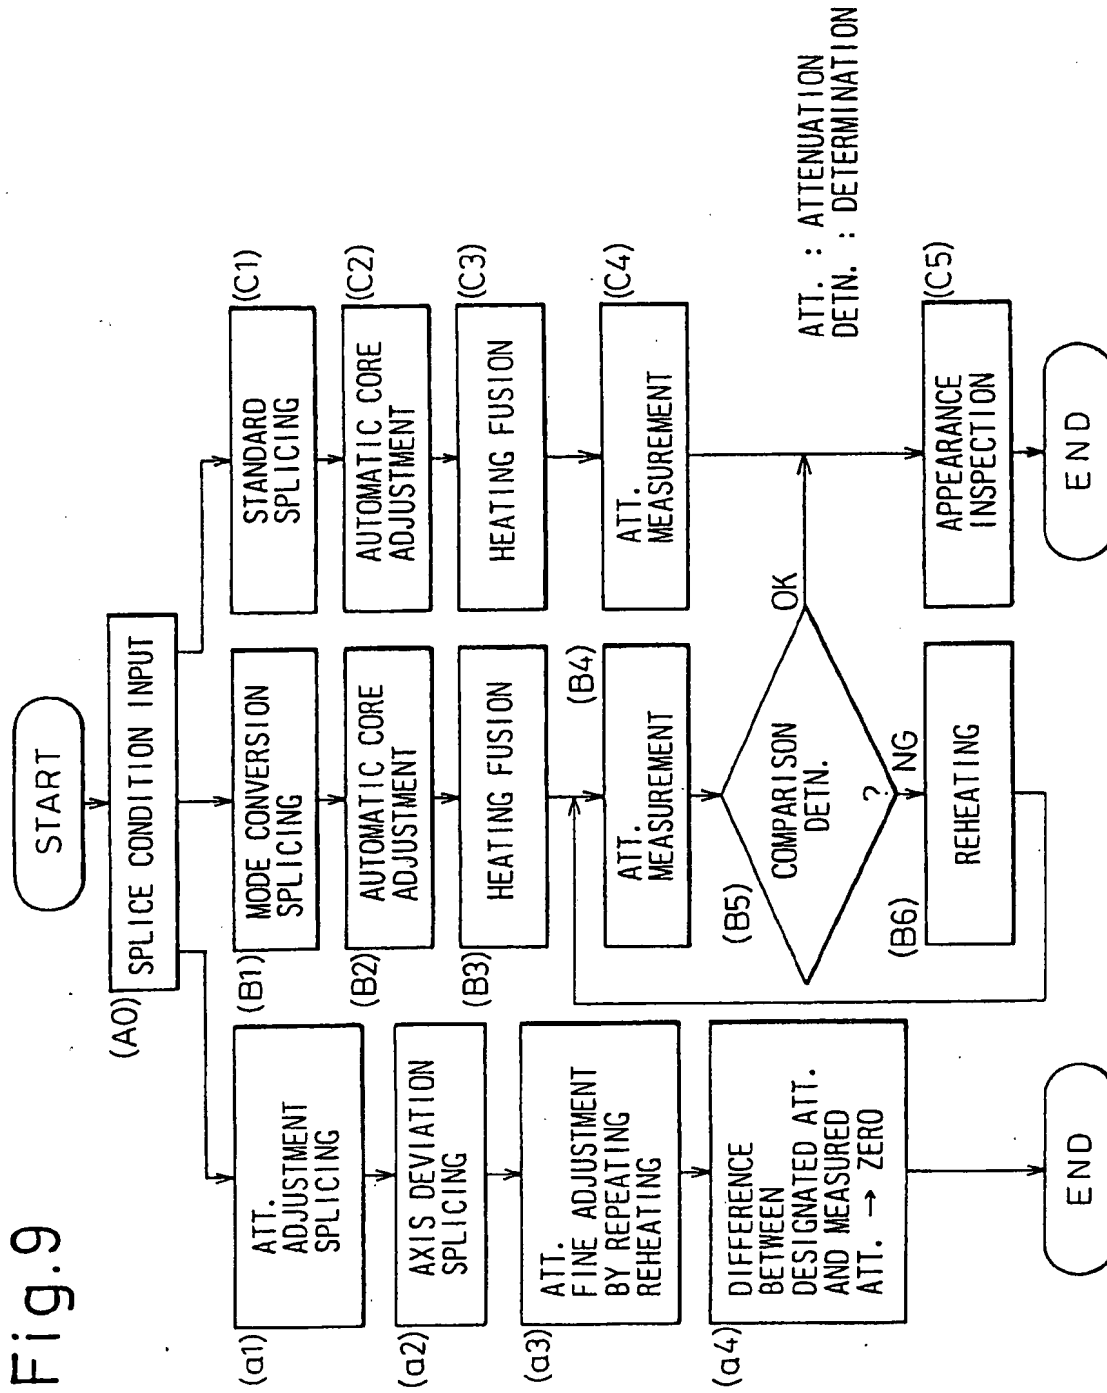 Fig.9
START
(A0)
SPLICE CONDITION INPUT
(a1)
ATT.
ADJUSTMENT
SPLICING
(a2)
AXIS DEVIATION
SPLICING
(a3)
ATT.
FINE ADJUSTMENT
BY REPEATING
REHEATING
(a4)
DIFFERENCE
BETWEEN
DESIGNATED ATT.
AND MEASURED
ATT. → ZERO
END
(B1)
MODE CONVERSION
SPLICING
(B2)
AUTOMATIC CORE
ADJUSTMENT
(B3)
HEATING FUSION
(B4)
ATT.
MEASUREMENT
(B5)
COMPARISON
DETN.
?
OK
NG
(B6)
REHEATING
(C1)
STANDARD
SPLICING
(C2)
AUTOMATIC CORE
ADJUSTMENT
(C3)
HEATING FUSION
(C4)
ATT.
MEASUREMENT
(C5)
APPEARANCE
INSPECTION
END
ATT. : ATTENUATION
DETN. : DETERMINATION